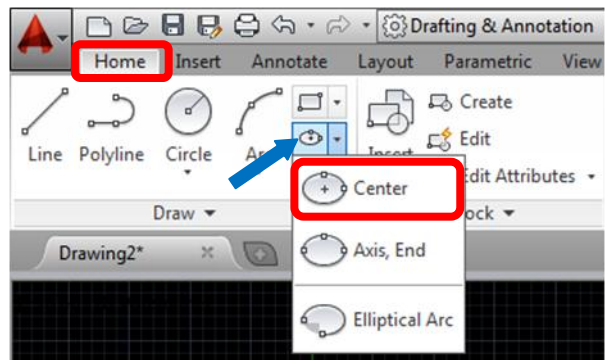 Drafting & Annotation
Home Insert Annotate Layout Parametric View
Create
Edit
Line Polyline Circle
Edit Attributes
Center
Draw
Drawing2*
Axis, End
Elliptical Arc